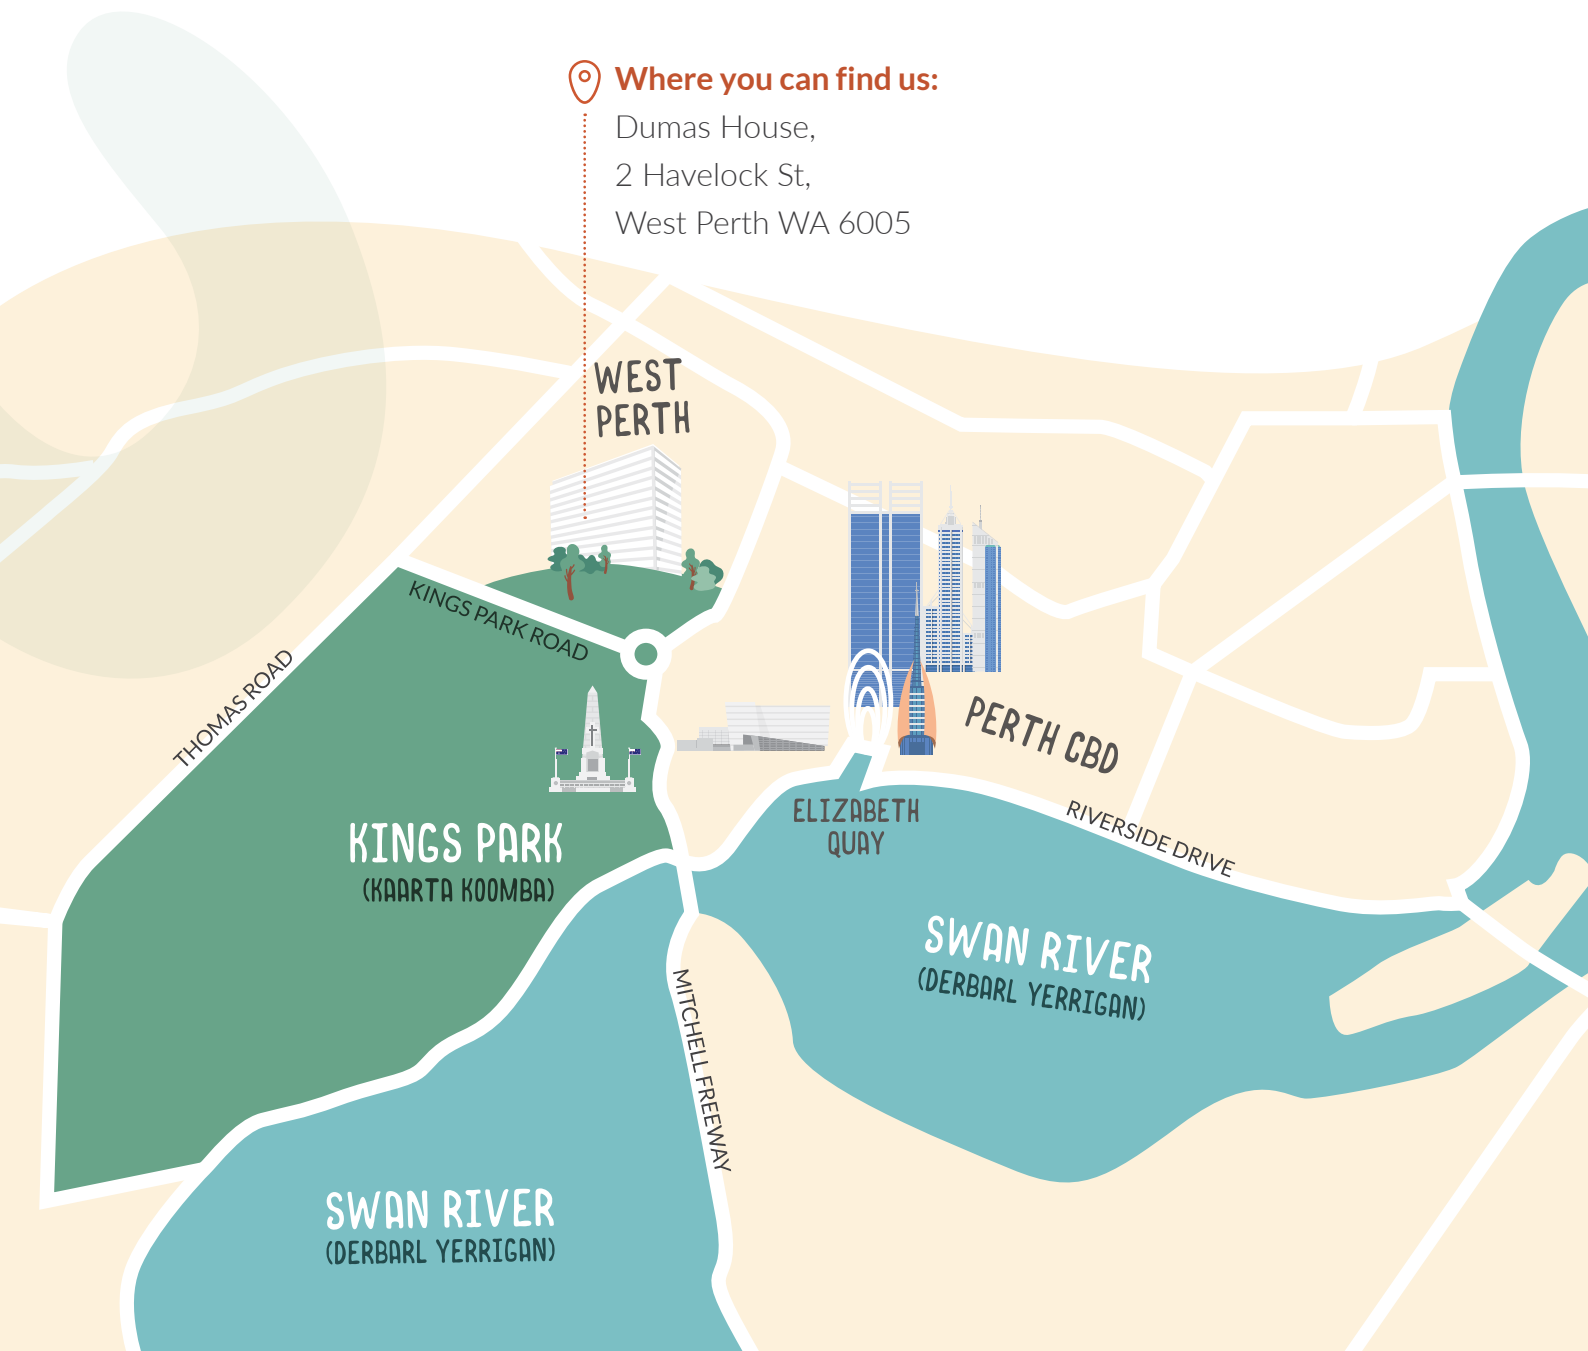 Where you can find us:
Dumas House,
2 Havelock St,
West Perth WA 6005
WEST
PERTH
KINGS PARK ROAD
THOMAS ROAD
PERTH CBD
ELIZABETH
QUAY
RIVERSIDE DRIVE
KINGS PARK
(KAARTA KOOMBA)
SWAN RIVER
(DERBARL YERRIGAN)
MITCHELL FREEWAY
SWAN RIVER
(DERBARL YERRIGAN)